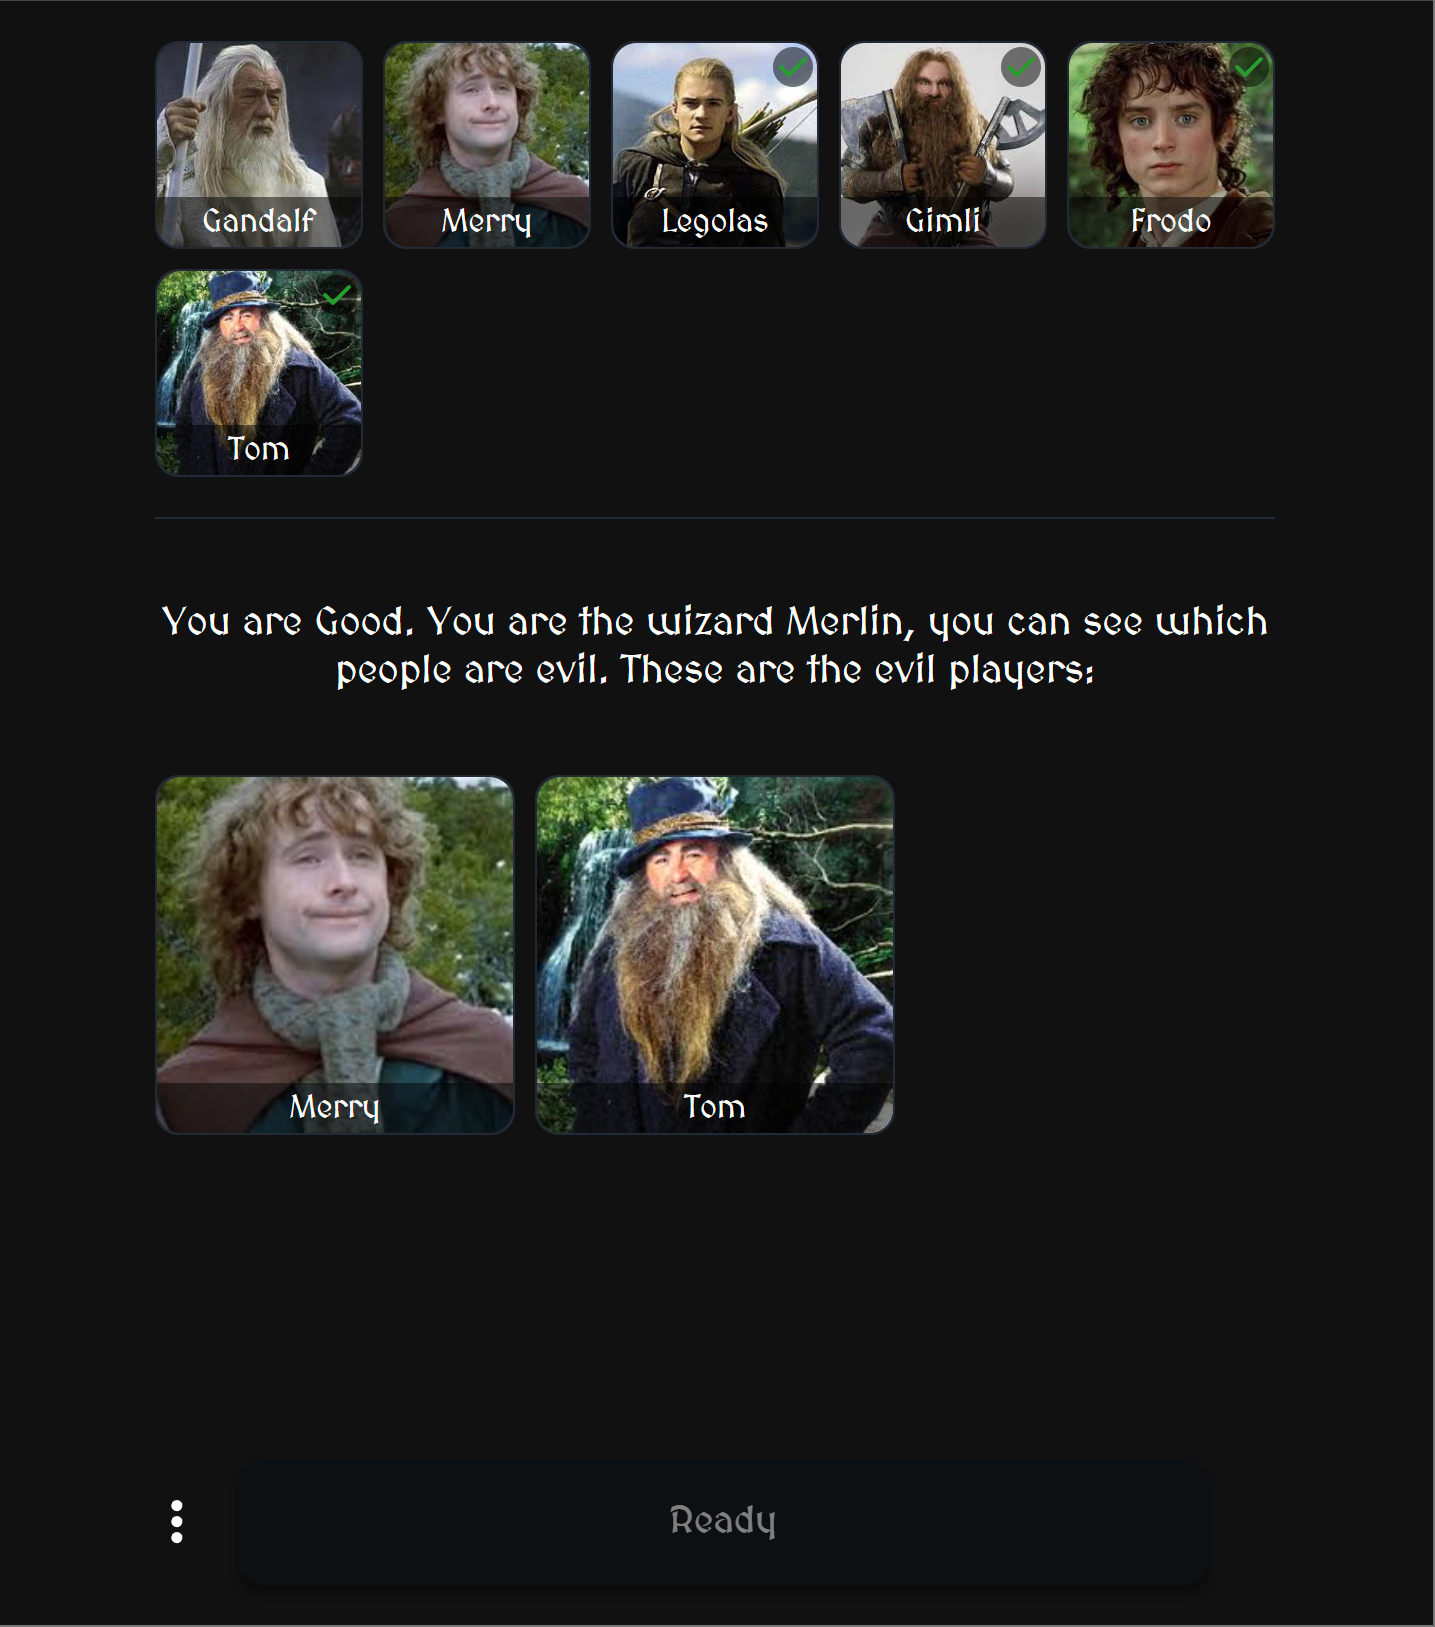 Gandalf
Merry
Legolas
Gimli
Frodo
Tom
You are Good. You are the wizard Merlin, you can see which
people are evil. These are the evil players:
Merry
Tom
Ready